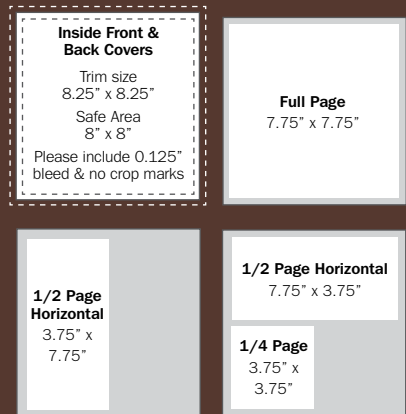 Inside Front &
Back Covers
Trim size
8.25” x 8.25”
Safe Area
8” x 8”
Please include 0.125”
bleed & no crop marks
Full Page
7.75” x 7.75”
1/2 Page
Horizontal
3.75” x
7.75”
1/2 Page Horizontal
7.75” x 3.75”
1/4 Page
3.75” x
3.75”